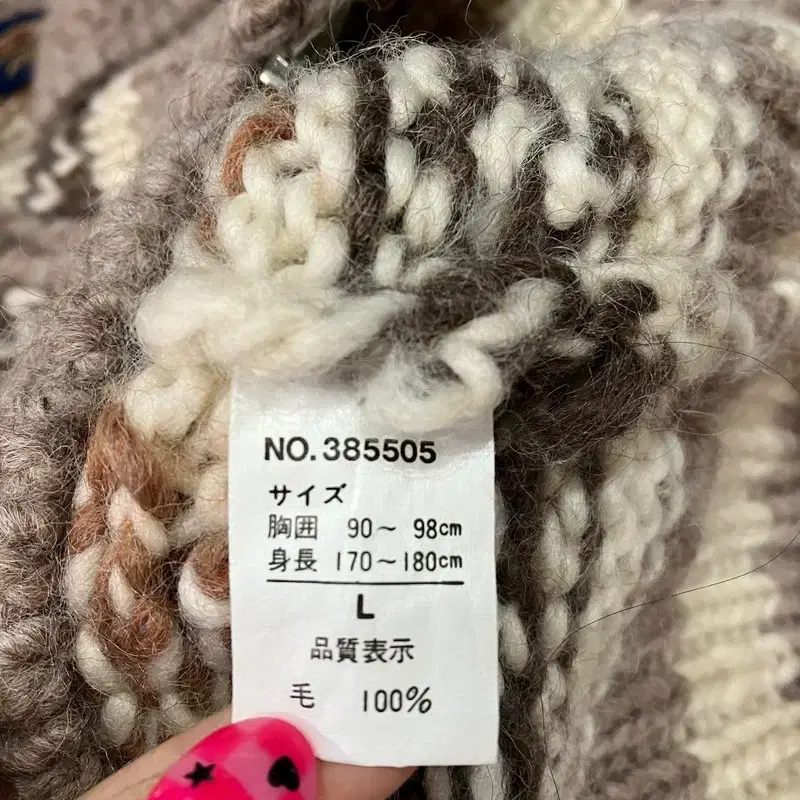 NO.385505
サイズ
胸囲 90～ 98cm
身長 170～180cm
L
品質表示
毛 100%